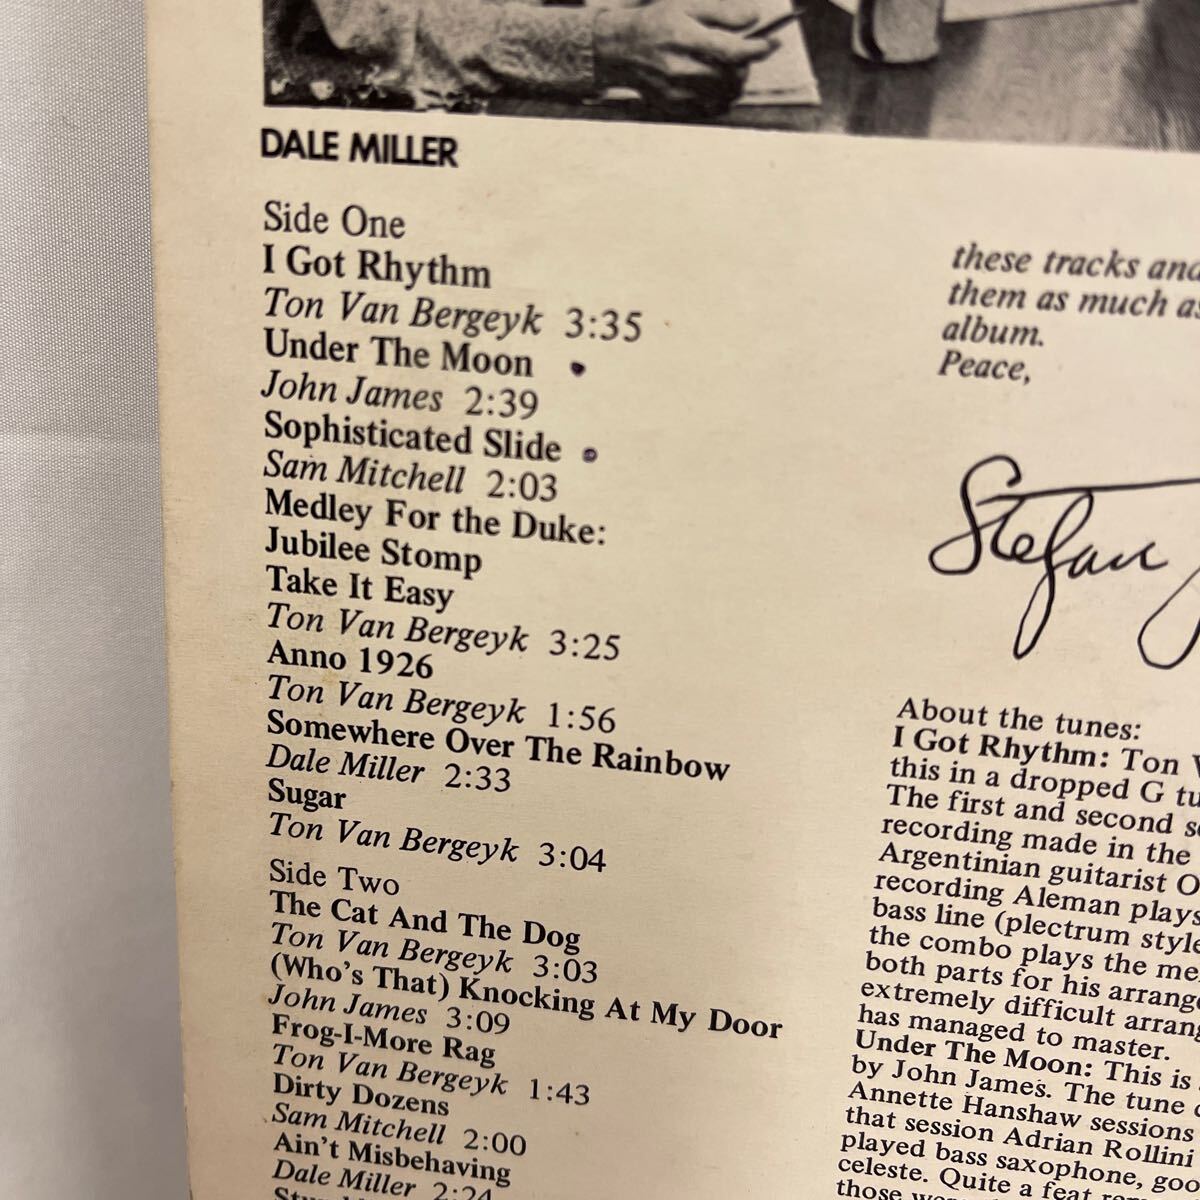 DALE MILLER
Side One
I Got Rhythm
Ton Van Bergeyk 3:35
Under The Moon
John James 2:39
Sophisticated Slide
Sam Mitchell 2:03
Medley For the Duke:
Jubilee Stomp
Take It Easy
Ton Van Bergeyk 3:25
Anno 1926
Ton Van Bergeyk 1:56
Somewhere Over The Rainbow
Dale Miller 2:33
Sugar
Ton Van Bergeyk 3:04
Side Two
The Cat And The Dog
Ton Van Bergeyk 3:03
(Who's That) Knocking At My Door
John James 3:09
Frog-I-More Rag
Ton Van Bergeyk 1:43
Dirty Dozens
Sam Mitchell 2:00
Ain't Misbehaving
Dale Miller 2:24
these tracks and
them as much as
album.
Peace,
Stefan
About the tunes:
I Got Rhythm: Ton
this in a dropped G
The first and second
recording made in the
Argentinian guitarist
recording Aleman plays
bass line (plectrum style
the combo plays the
both parts for his
extremely difficult
has managed to master.
Under The Moon: This is
by John James. The tune
Annette Hanshaw sessions
that session Adrian Rollini
played bass saxophone,
celeste. Quite a feat
those